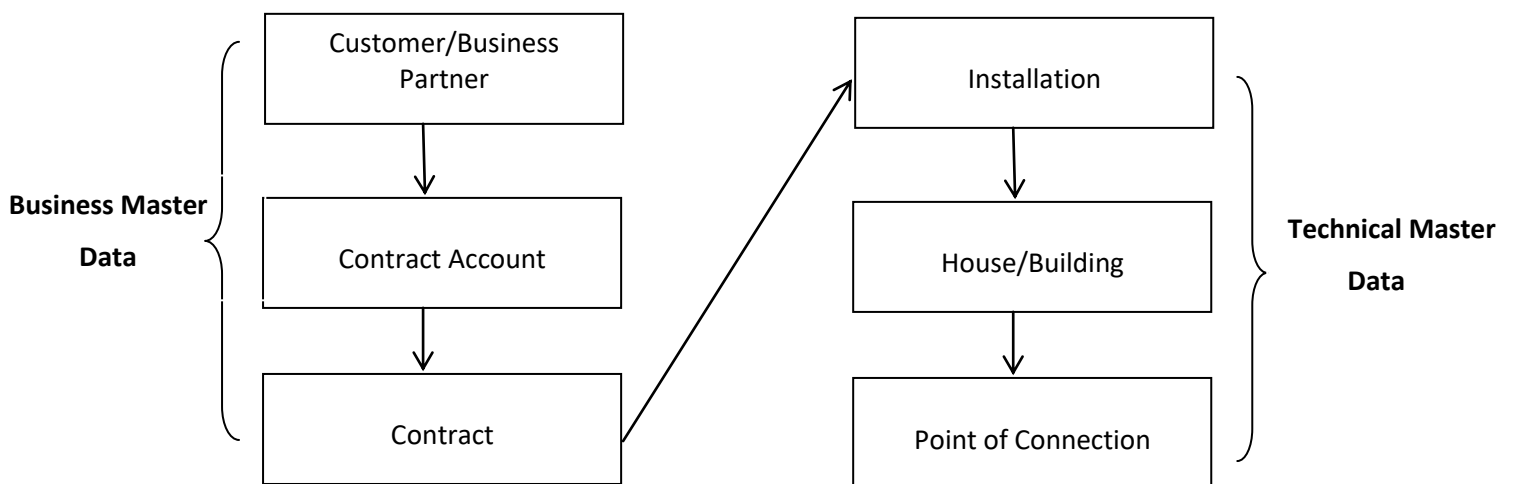 Customer/Business
Partner
Contract Account
Contract
Business Master
Data
Installation
House/Building
Point of Connection
Technical Master
Data